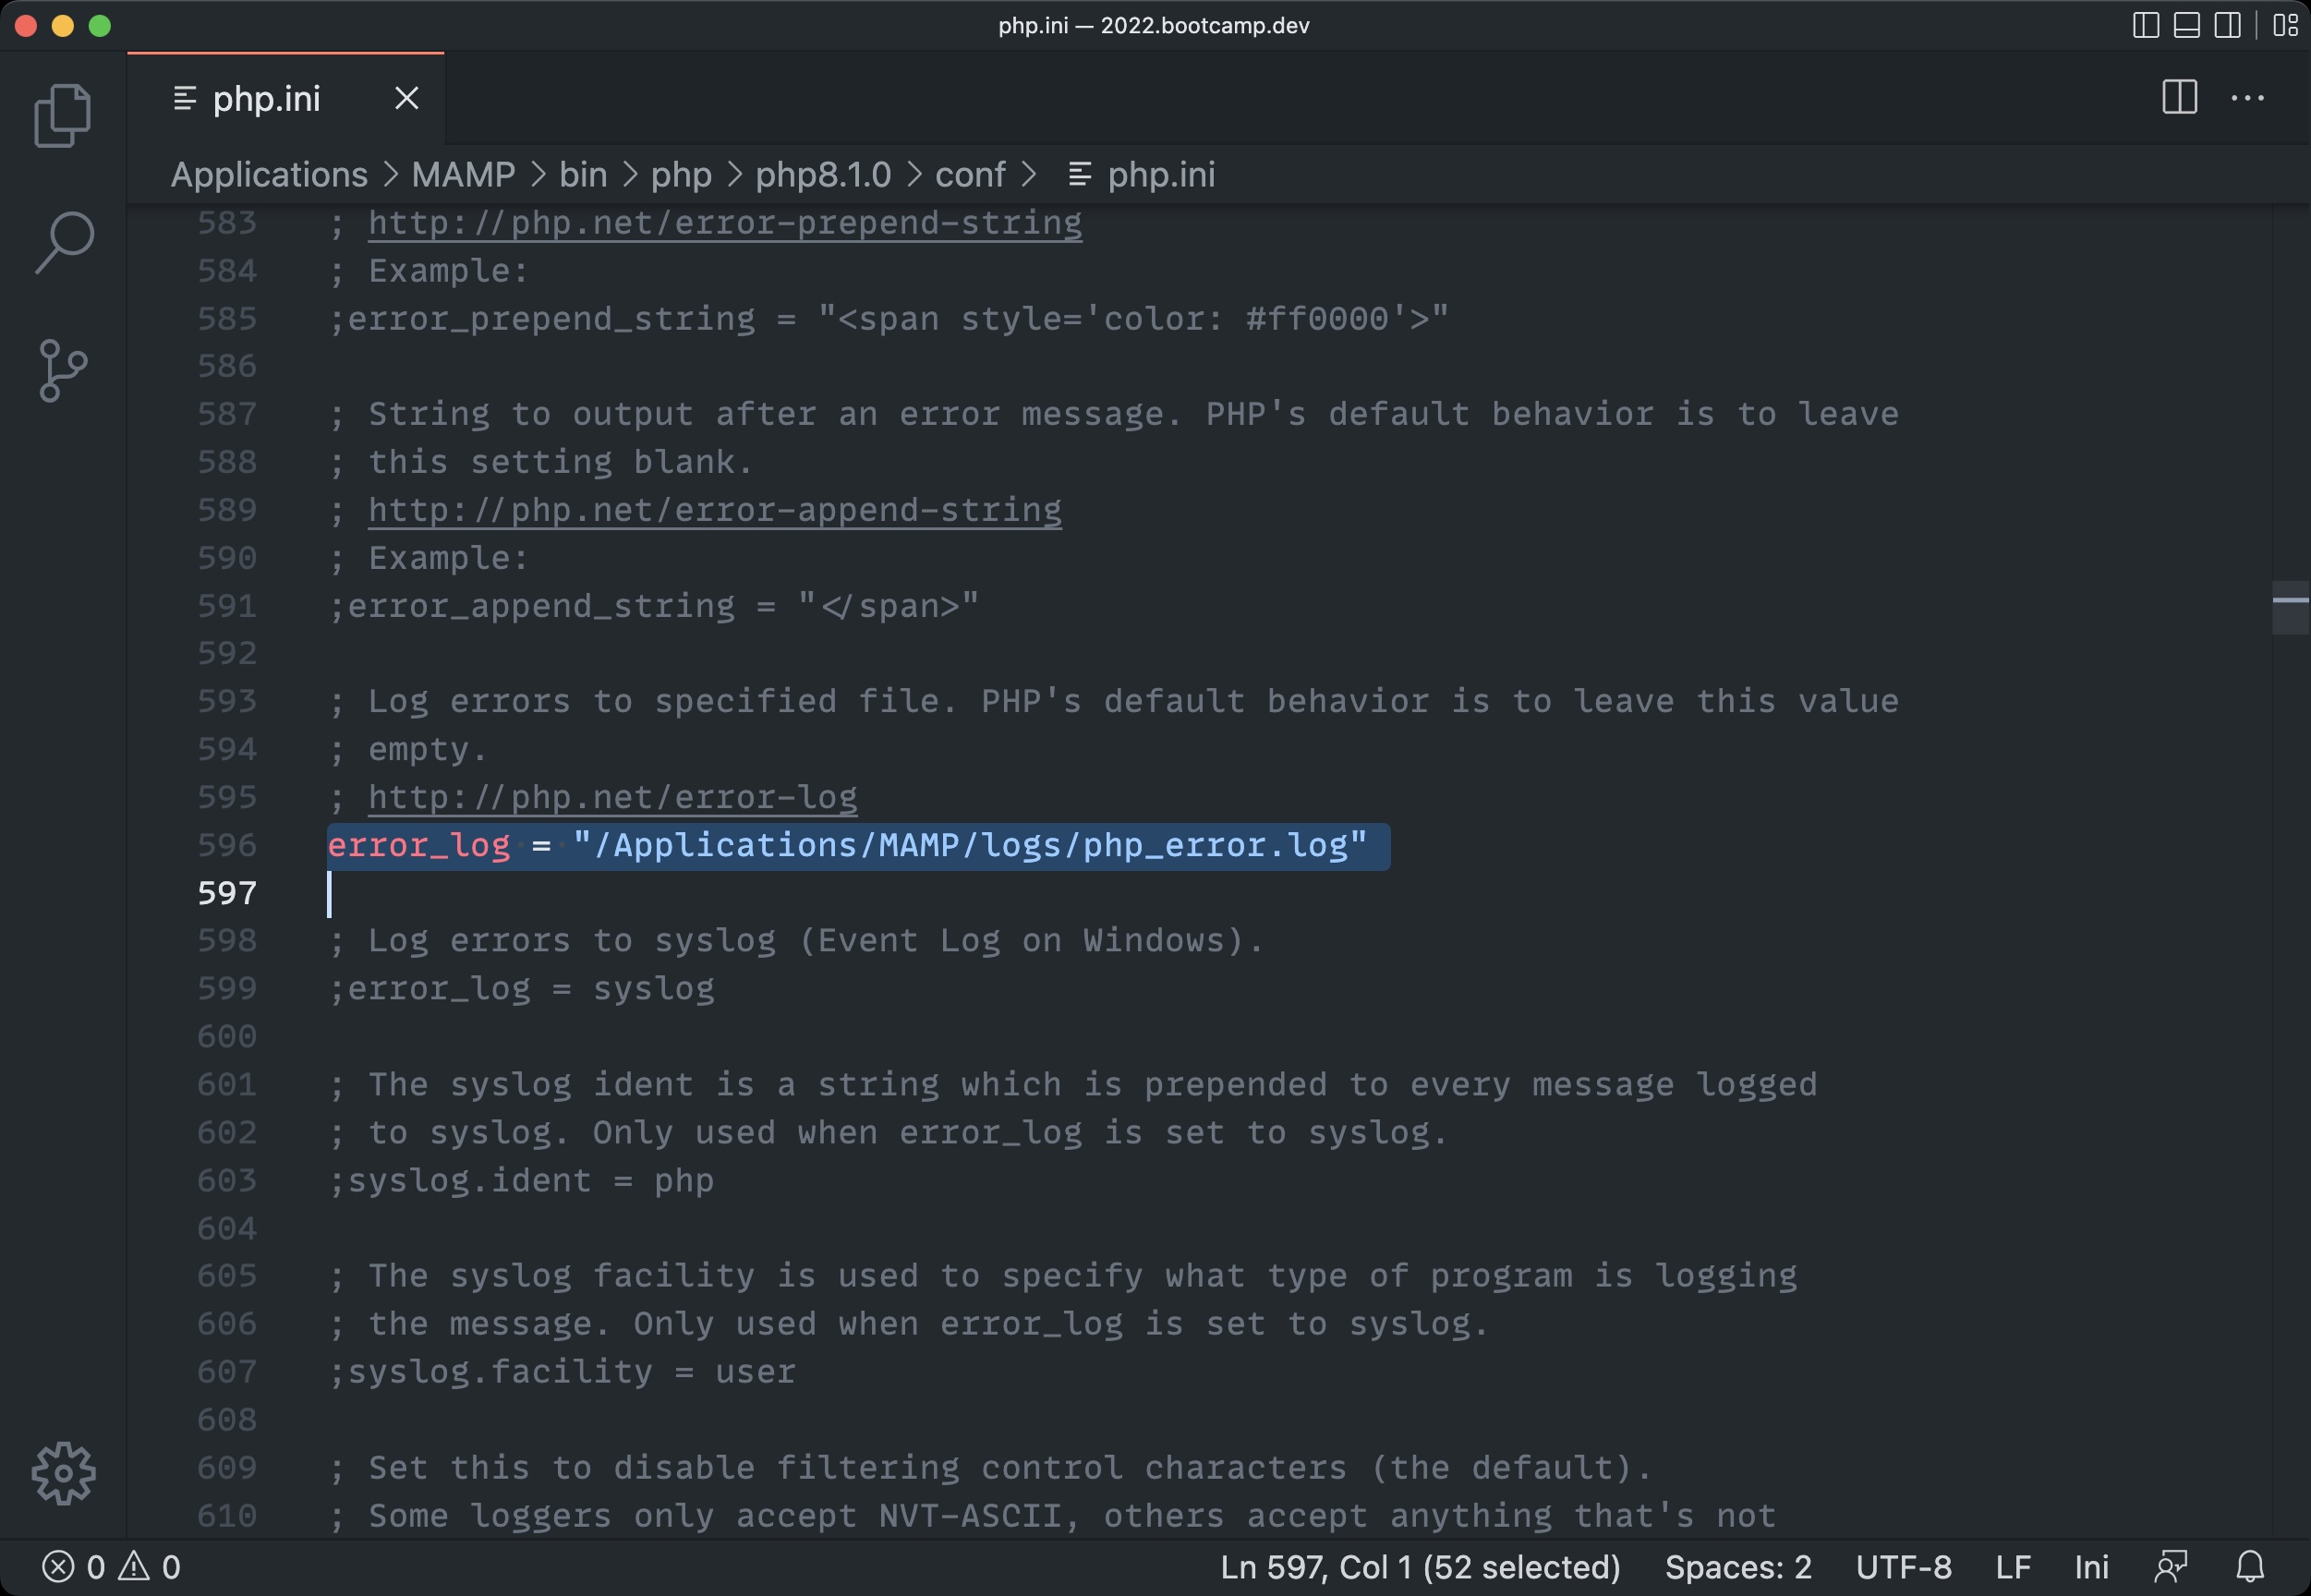 php.ini — 2022.bootcamp.dev
php.ini
Applications > MAMP > bin > php > php8.1.0 > conf > php.ini
583 ; http://php.net/error-prepend-string
584 ; Example:
585 ;error_prepend_string = "<span style='color: #ff0000'>"
586
587 ; String to output after an error message. PHP's default behavior is to leave
588 ; this setting blank.
589 ; http://php.net/error-append-string
590 ; Example:
591 ;error_append_string = "</span>"
592
593 ; Log errors to specified file. PHP's default behavior is to leave this value
594 ; empty.
595 ; http://php.net/error-log
596 error_log = "/Applications/MAMP/logs/php_error.log"
597
598 ; Log errors to syslog (Event Log on Windows).
599 ;error_log = syslog
600
601 ; The syslog ident is a string which is prepended to every message logged
602 ; to syslog. Only used when error_log is set to syslog.
603 ;syslog.ident = php
604
605 ; The syslog facility is used to specify what type of program is logging
606 ; the message. Only used when error_log is set to syslog.
607 ;syslog.facility = user
608
609 ; Set this to disable filtering control characters (the default).
610 ; Some loggers only accept NVT-ASCII, others accept anything that's not
0 0 Ln 597, Col 1 (52 selected) Spaces: 2 UTF-8 LF Ini